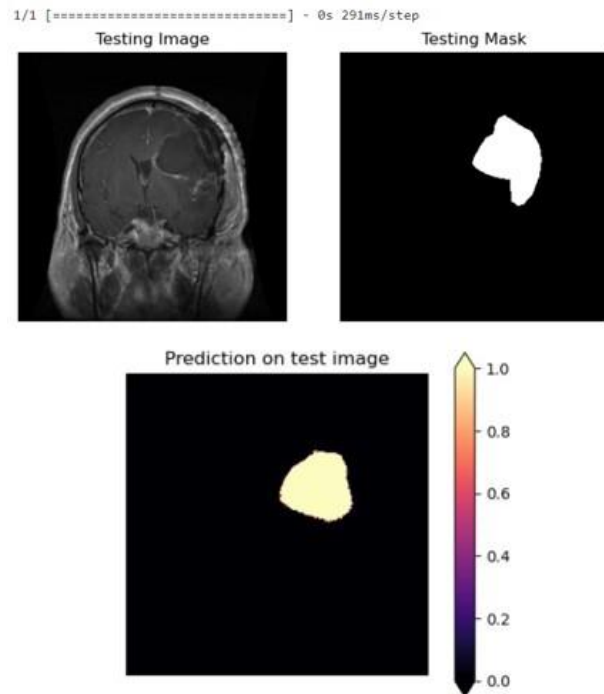 1/1 [==============================] - 0s 291ms/step
Testing Image
Testing Mask
Prediction on test image
1.0
0.8
0.6
0.4
0.2
0.0